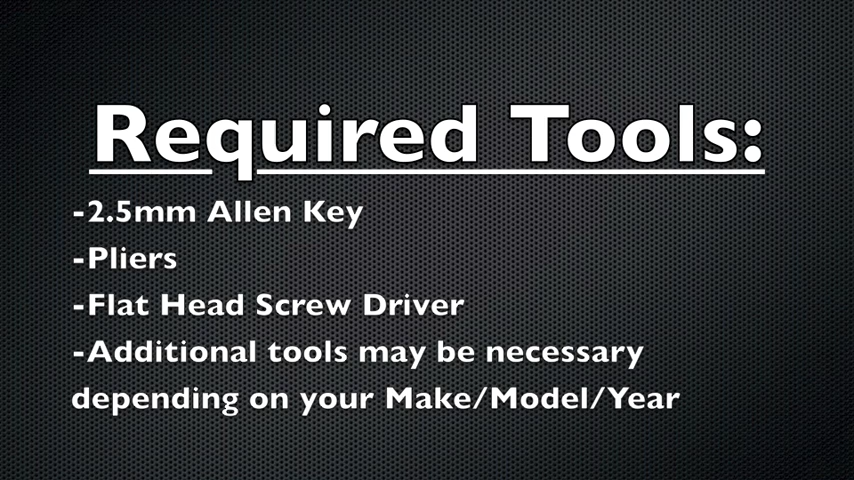 Required Tools:
-2.5mm Allen Key
-Pliers
-Flat Head Screw Driver
-Additional tools may be necessary
depending on your Make/Model/Year